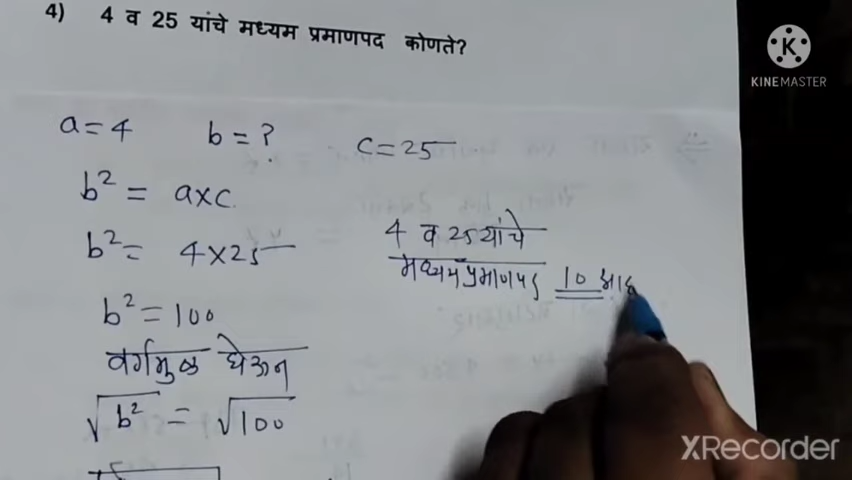 4) 4 व 25 यांचे मध्यम प्रमाणपद कोणते?
KINEMASTER
a = 4 b = ? c = 25
b² = a×c
b² = 4×25
b² = 100
वर्गमुळ घेऊन
√b² = √100
4 व 25 यांचे
मध्यमप्रमाणपद 10
XRecorder